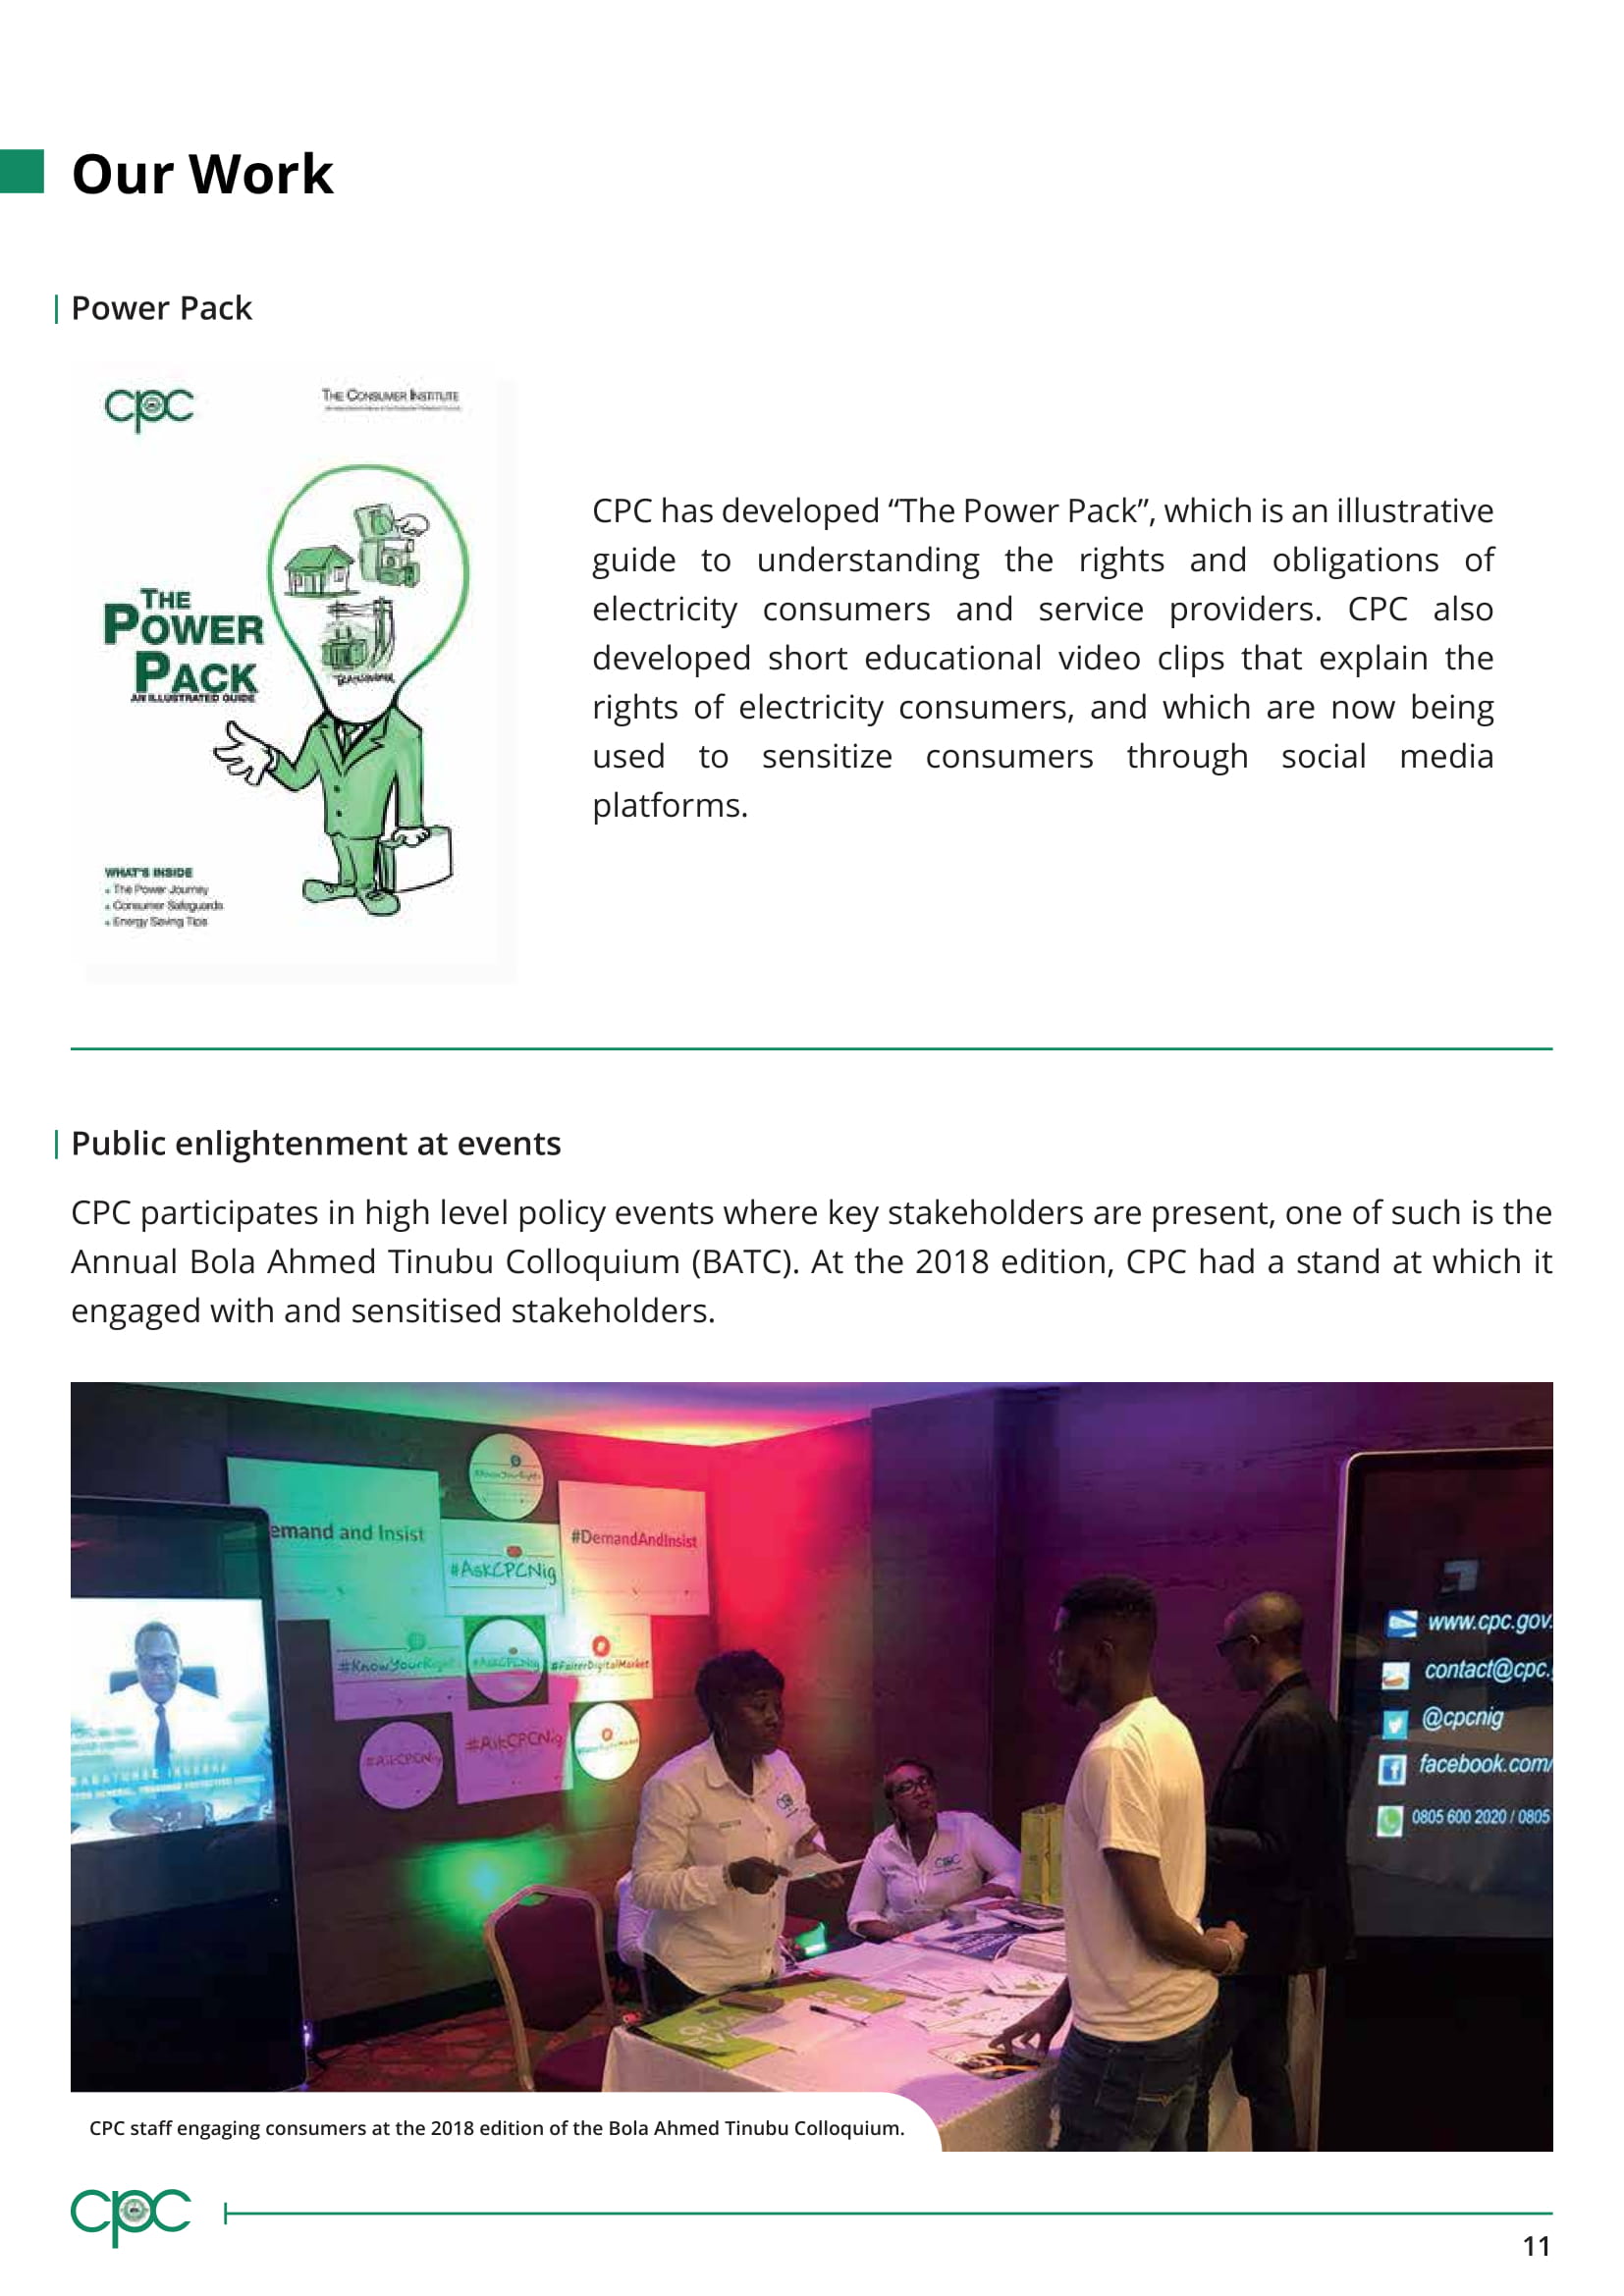 Our Work
Power Pack
cpc
THE CONSUMER INSTITUTE
THE
POWER
PACK
AN ILLUSTRATED GUIDE
WHAT'S INSIDE
• The Power Journey
• Consumer Safeguards
• Energy Saving Tips
CPC has developed “The Power Pack”, which is an illustrative
guide to understanding the rights and obligations of
electricity consumers and service providers. CPC also
developed short educational video clips that explain the
rights of electricity consumers, and which are now being
used to sensitize consumers through social media
platforms.
Public enlightenment at events
CPC participates in high level policy events where key stakeholders are present, one of such is the
Annual Bola Ahmed Tinubu Colloquium (BATC). At the 2018 edition, CPC had a stand at which it
engaged with and sensitised stakeholders.
#KnowYourRights
emand and Insist
#DemandAndInsist
#AskCPCNig
#KnowYourRights
#AskCPCNig
#FairerDigitalMarket
#AskCPCNig
#AskCPCNig
BABATUNDE IRUKERA
www.cpc.gov.
contact@cpc.
@cpcnig
facebook.com/
0805 600 2020 / 0805
CPC
CPC staff engaging consumers at the 2018 edition of the Bola Ahmed Tinubu Colloquium.
cpc
11